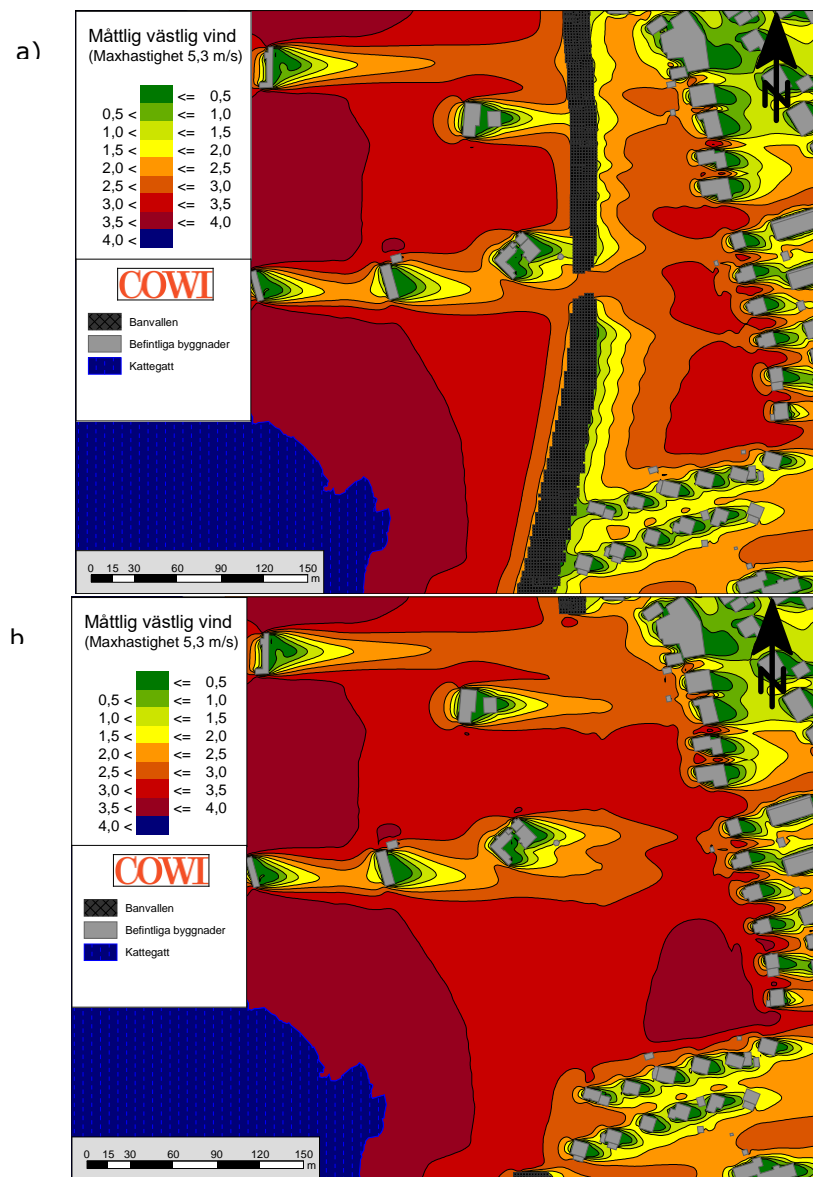 a)
Måttlig västlig vind
(Maxhastighet 5,3 m/s)
<= 0,5
0,5 < <= 1,0
1,0 < <= 1,5
1,5 < <= 2,0
2,0 < <= 2,5
2,5 < <= 3,0
3,0 < <= 3,5
3,5 < <= 4,0
4,0 <
COWI
Banvallen
Befintliga byggnader
Kattegatt
0 15 30 60 90 120 150
m
N
b
Måttlig västlig vind
(Maxhastighet 5,3 m/s)
<= 0,5
0,5 < <= 1,0
1,0 < <= 1,5
1,5 < <= 2,0
2,0 < <= 2,5
2,5 < <= 3,0
3,0 < <= 3,5
3,5 < <= 4,0
4,0 <
COWI
Banvallen
Befintliga byggnader
Kattegatt
0 15 30 60 90 120 150
m
N